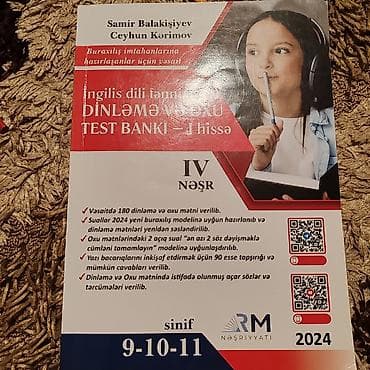 Samir Balakişiyev
Ceyhun Kərimov
Buraxılış imtahanlarına
hazırlaşanlar üçün vəsait
İngilis dili fənni
DİNLƏMƏ VƏ OXU
TEST BANKI – I hissə
IV
NƏŞR
✓Vəsaitdə 180 dinləmə və oxu mətni verilib.
✓Suallar 2024 yeni buraxılış modelinə uyğun hazırlanıb və
dinləmə mətnləri yenidən səsləndirilib.
✓Oxu mətnlərindəki 2 açıq sual "ən azı 2 söz dəyişməklə
cümləni tamamlayın" modelinə uyğunlaşdırılıb.
✓Yazı bacarıqlarını inkişaf etdirmək üçün 90 esse tapşırığı və
mümkün cavabları verilib.
✓Dinləmə və Oxu mətnində istifadə olunmuş açar sözlər və
tərcümələri verilib.
sinif
9-10-11
RM
NƏŞRİYYATI
2024